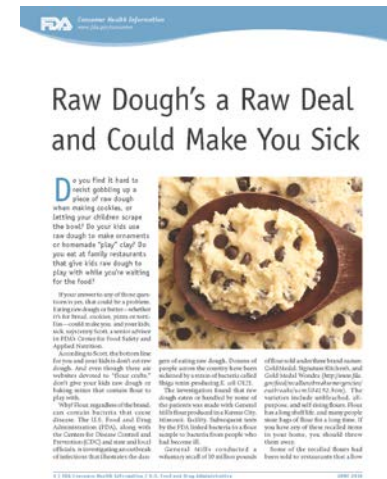 FDA Consumer Health Information
www.fda.gov/consumer
Raw Dough's a Raw Deal
and Could Make You Sick
Do you find it hard to
resist gobbling up a
piece of raw dough
when making cookies, or
letting your children scrape
the bowl? Do your kids use
raw dough to make ornaments
or homemade "play" clay? Do
you eat at family restaurants
that give kids raw dough to
play with while you're waiting
for the food?
If your answer to any of those ques-
tions is yes, that could be a problem.
Eating raw dough or batter—whether
it's for bread, cookies, pizza or tortil-
las—could make you, and your kids,
sick, says Jenny Scott, a senior advisor
in FDA's Center for Food Safety and
Applied Nutrition.
According to Scott, the bottom line
for you and your kids is don't eat raw
dough. And even though there are
websites devoted to "flour crafts,"
don't give your kids raw dough or
baking mixes that contain flour to
play with.
Why? Flour, regardless of the brand,
can contain bacteria that cause
disease. The U.S. Food and Drug
Administration (FDA), along with
the Centers for Disease Control and
Prevention (CDC) and state and local
officials, is investigating an outbreak
of infections that illustrates the dan-
gers of eating raw dough. Dozens of
people across the country have been
sickened by a strain of bacteria called
Shiga toxin-producing E. coli O121.
The investigation found that raw
dough eaten or handled by some of
the patients was made with General
Mills flour produced in a Kansas City,
Missouri, facility. Subsequent tests
by the FDA linked bacteria in a flour
sample to bacteria from people who
had become ill.
General Mills conducted a
voluntary recall of 10 million pounds
of flour sold under three brand names:
Gold Medal, Signature Kitchen's, and
Gold Medal Wondra
The
varieties include unbleached, all-
purpose, and self-rising flours. Flour
has a long shelf life, and many people
store bags of flour for a long time. If
you have any of these recalled items
in your home, you should throw
them away.
Some of the recalled flours had
been sold to restaurants that allow
1 / FDA Consumer Health Information / U.S. Food and Drug Administration
JUNE 2016